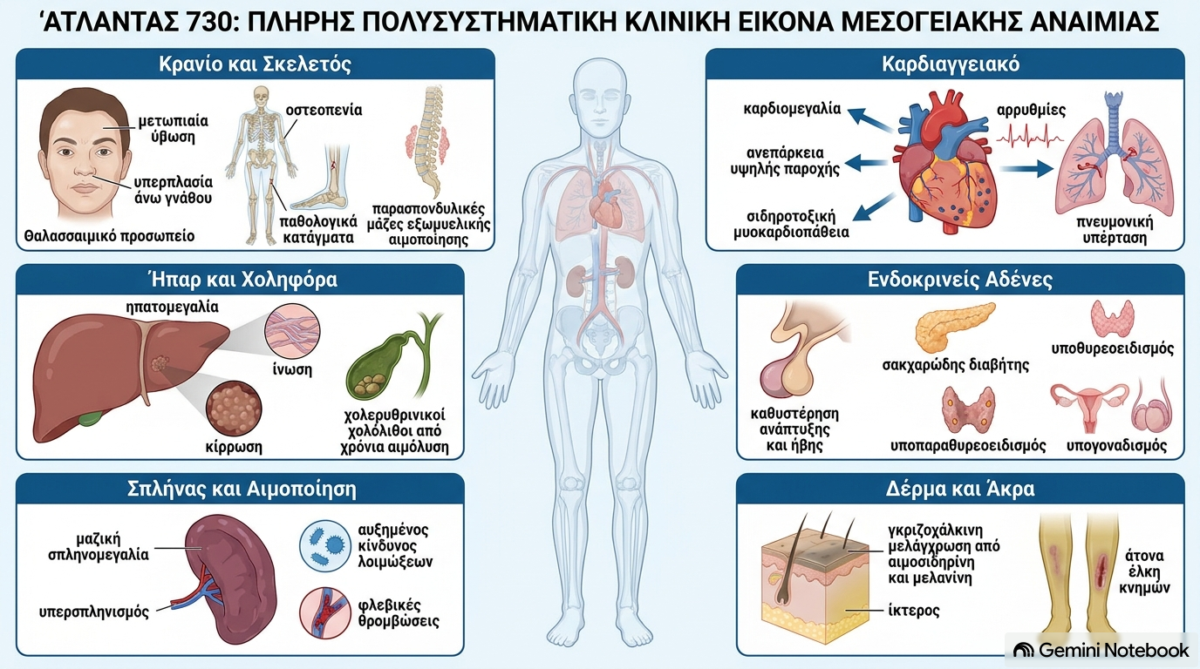 ‘ΑΤΛΑΝΤΑΣ 730: ΠΛΗΡΗΣ ΠΟΛΥΣΥΣΤΗΜΑΤΙΚΗ ΚΛΙΝΙΚΗ ΕΙΚΟΝΑ ΜΕΣΟΓΕΙΑΚΗΣ ΑΝΑΙΜΙΑΣ
Κρανίο και Σκελετός
μετωπιαία
ύβωση
υπερπλασία
άνω γνάθου
Θαλασσαιμικό προσωπείο
οστεοπενία
παθολογικά
κατάγματα
παρασπονδυλικές
μάζες εξωμυελικής
αιμοποίησης
Καρδιαγγειακό
καρδιομεγαλία
ανεπάρκεια
υψηλής παροχής
σιδηροτοξική
μυοκαρδιοπάθεια
αρρυθμίες
πνευμονική
υπέρταση
Ήπαρ και Χοληφόρα
ηπατομεγαλία
ίνωση
κίρρωση
χολερυθρινικοί
χολόλιθοι από
χρόνια αιμόλυση
Ενδοκρινείς Αδένες
καθυστέρηση
ανάπτυξης
και ήβης
σακχαρώδης διαβήτης
υποθυρεοειδισμός
υποπαραθυρεοειδισμός
υπογοναδισμός
Σπλήνας και Αιμοποίηση
μαζική
σπληνομεγαλία
υπερσπληνισμός
αυξημένος
κίνδυνος
λοιμώξεων
φλεβικές
θρομβώσεις
Δέρμα και Άκρα
γκριζοχάλκινη
μελάγχρωση από
αιμοσιδηρίνη
και μελανίνη
ίκτερος
άτονα
έλκη
κνημών
Gemini Notebook